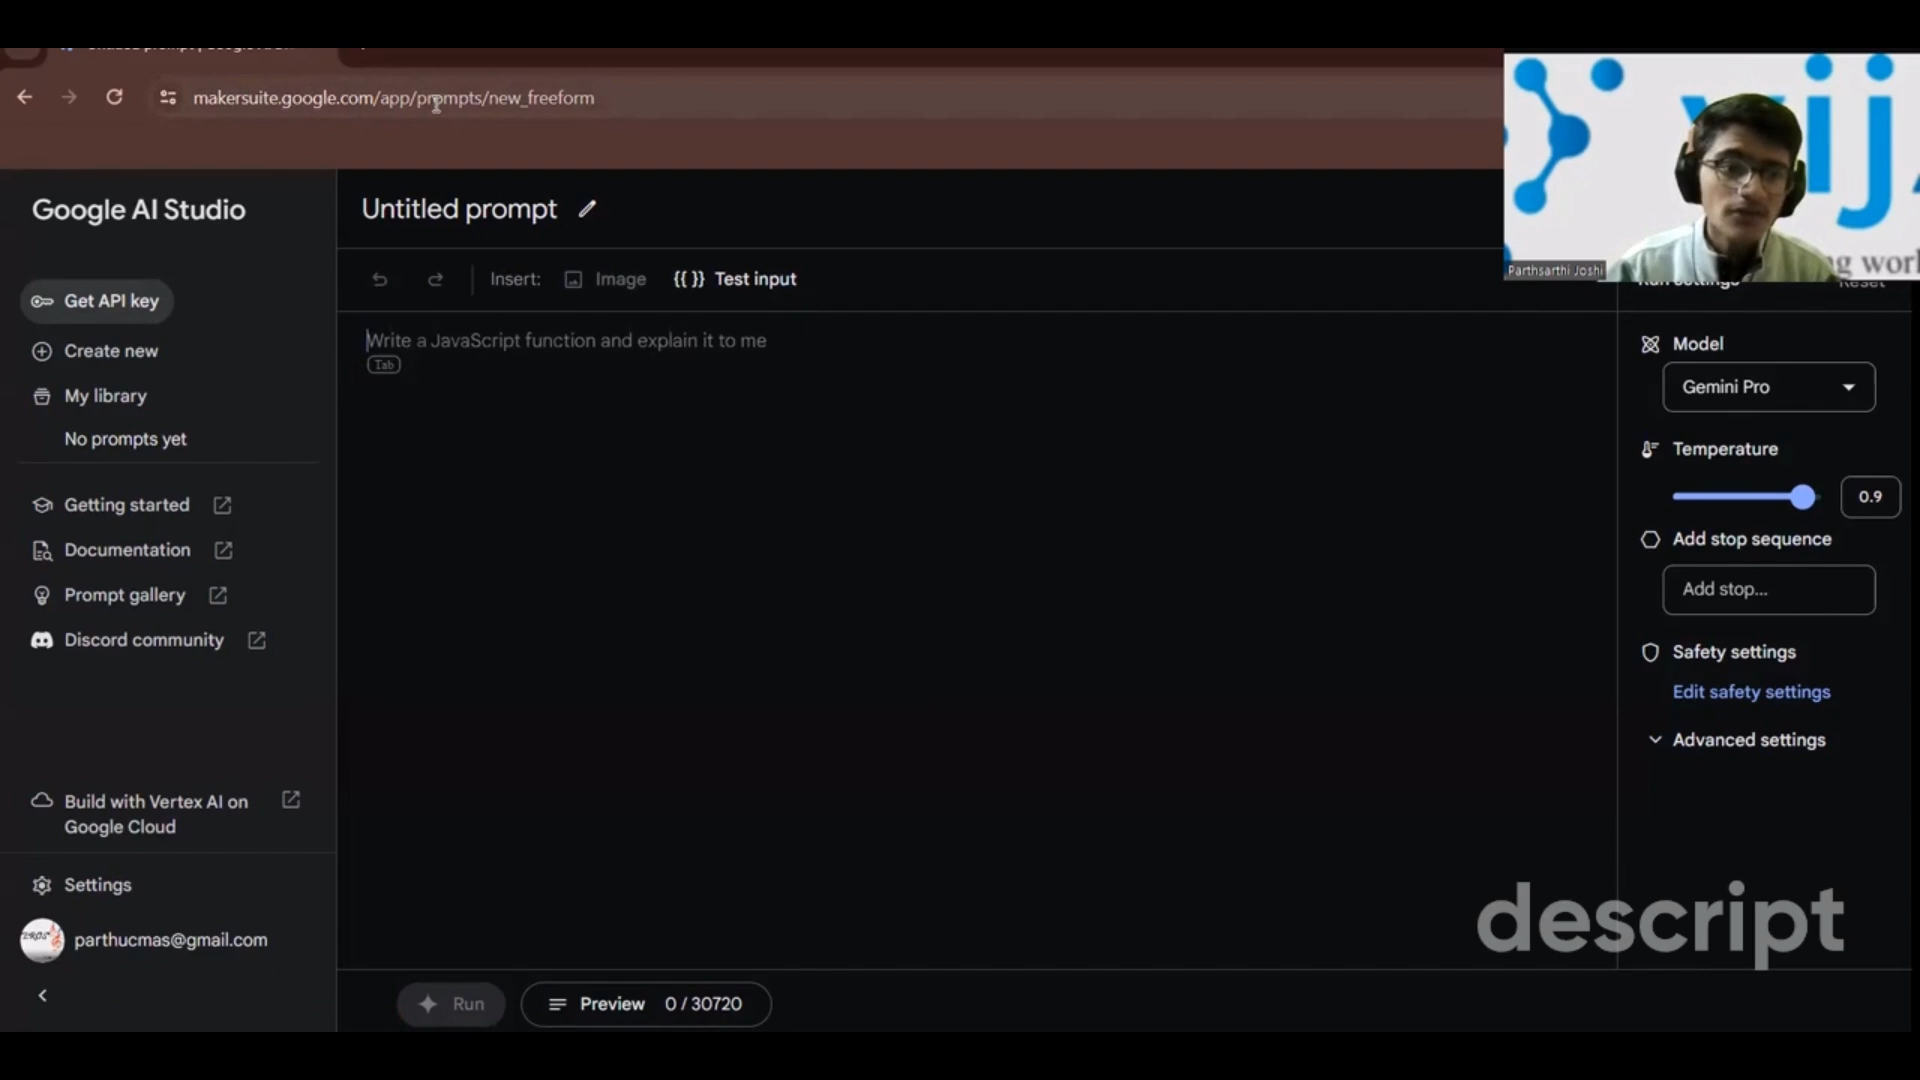 makersuite.google.com/app/prompts/new_freeform
Google AI Studio
Untitled prompt
Parthsarthi Joshi
g worl
Get API key
Insert: Image {{ }} Test input
Reset
Write a JavaScript function and explain it to me
Tab
Create new
My library
No prompts yet
Getting started
Documentation
Prompt gallery
Discord community
Build with Vertex AI on
Google Cloud
Settings
parthucmas@gmail.com
Model
Gemini Pro
Temperature
0.9
Add stop sequence
Add stop...
Safety settings
Edit safety settings
Advanced settings
descript
Run
Preview 0 / 30720